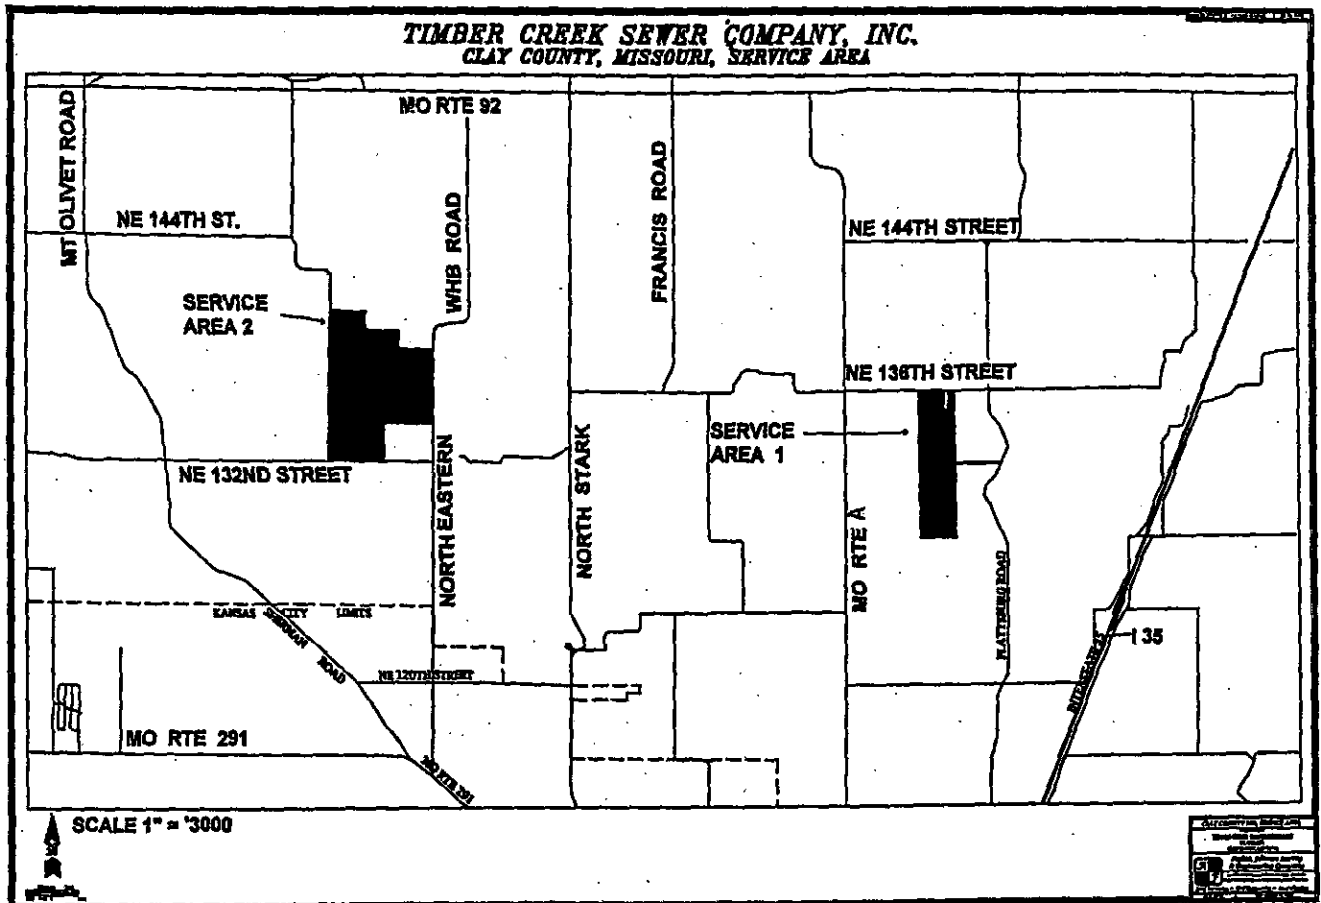 TIMBER CREEK SEWER COMPANY, INC.
CLAY COUNTY, MISSOURI, SERVICE AREA
MO RTE 92
MT OLIVET ROAD
NE 144TH ST.
WHB ROAD
FRANCIS ROAD
NE 144TH STREET
SERVICE
AREA 2
NE 136TH STREET
SERVICE
AREA 1
NE 132ND STREET
NORTH EASTERN
NORTH STARK
MO RTE A
PLATTSBURG ROAD
KANSAS CITY LIMITS
ROAD
NE 120TH STREET
I 35
INTERSTATE 35
MO RTE 291
MO RTE 291
SCALE 1" = '3000